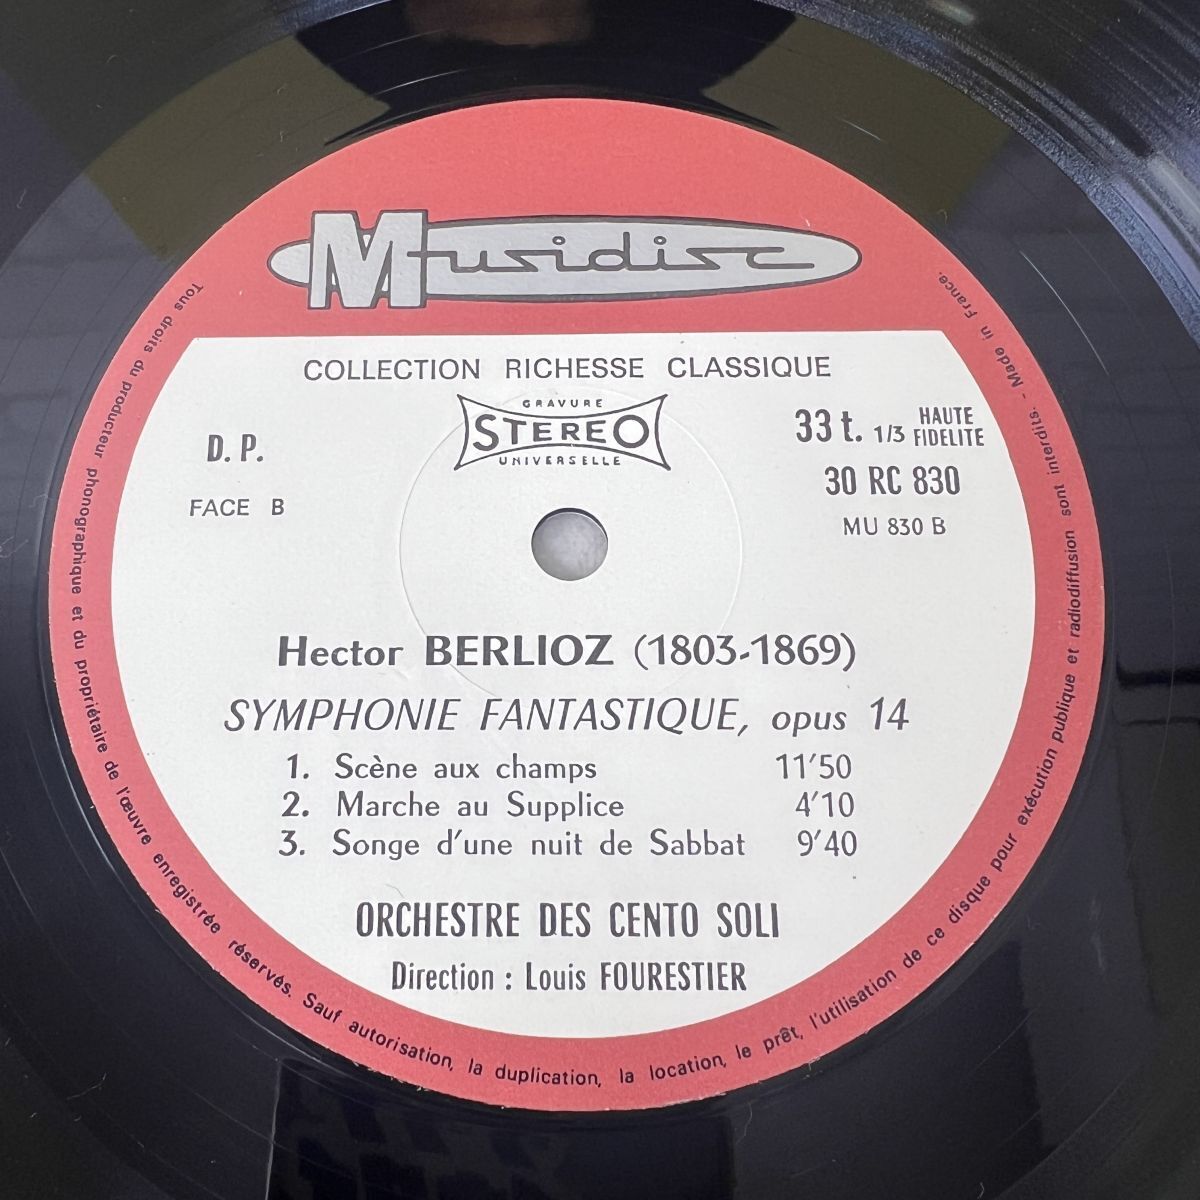 Musidisc
COLLECTION RICHESSE CLASSIQUE
GRAVURE
STEREO
UNIVERSELLE
D. P.
FACE B
33 t. 1/3 HAUTE FIDELITE
30 RC 830
MU 830 B
Hector BERLIOZ (1803-1869)
SYMPHONIE FANTASTIQUE, opus 14
1. Scène aux champs 11'50
2. Marche au Supplice 4'10
3. Songe d'une nuit de Sabbat 9'40
ORCHESTRE DES CENTO SOLI
Direction : Louis FOURESTIER
Tous droits du producteur phonographique et du propriétaire de l'œuvre enregistrée réservés. Sauf autorisation, la duplication, la location, le prêt, l'utilisation de ce disque pour exécution publique et radiodiffusion sont interdits. - Made in France.